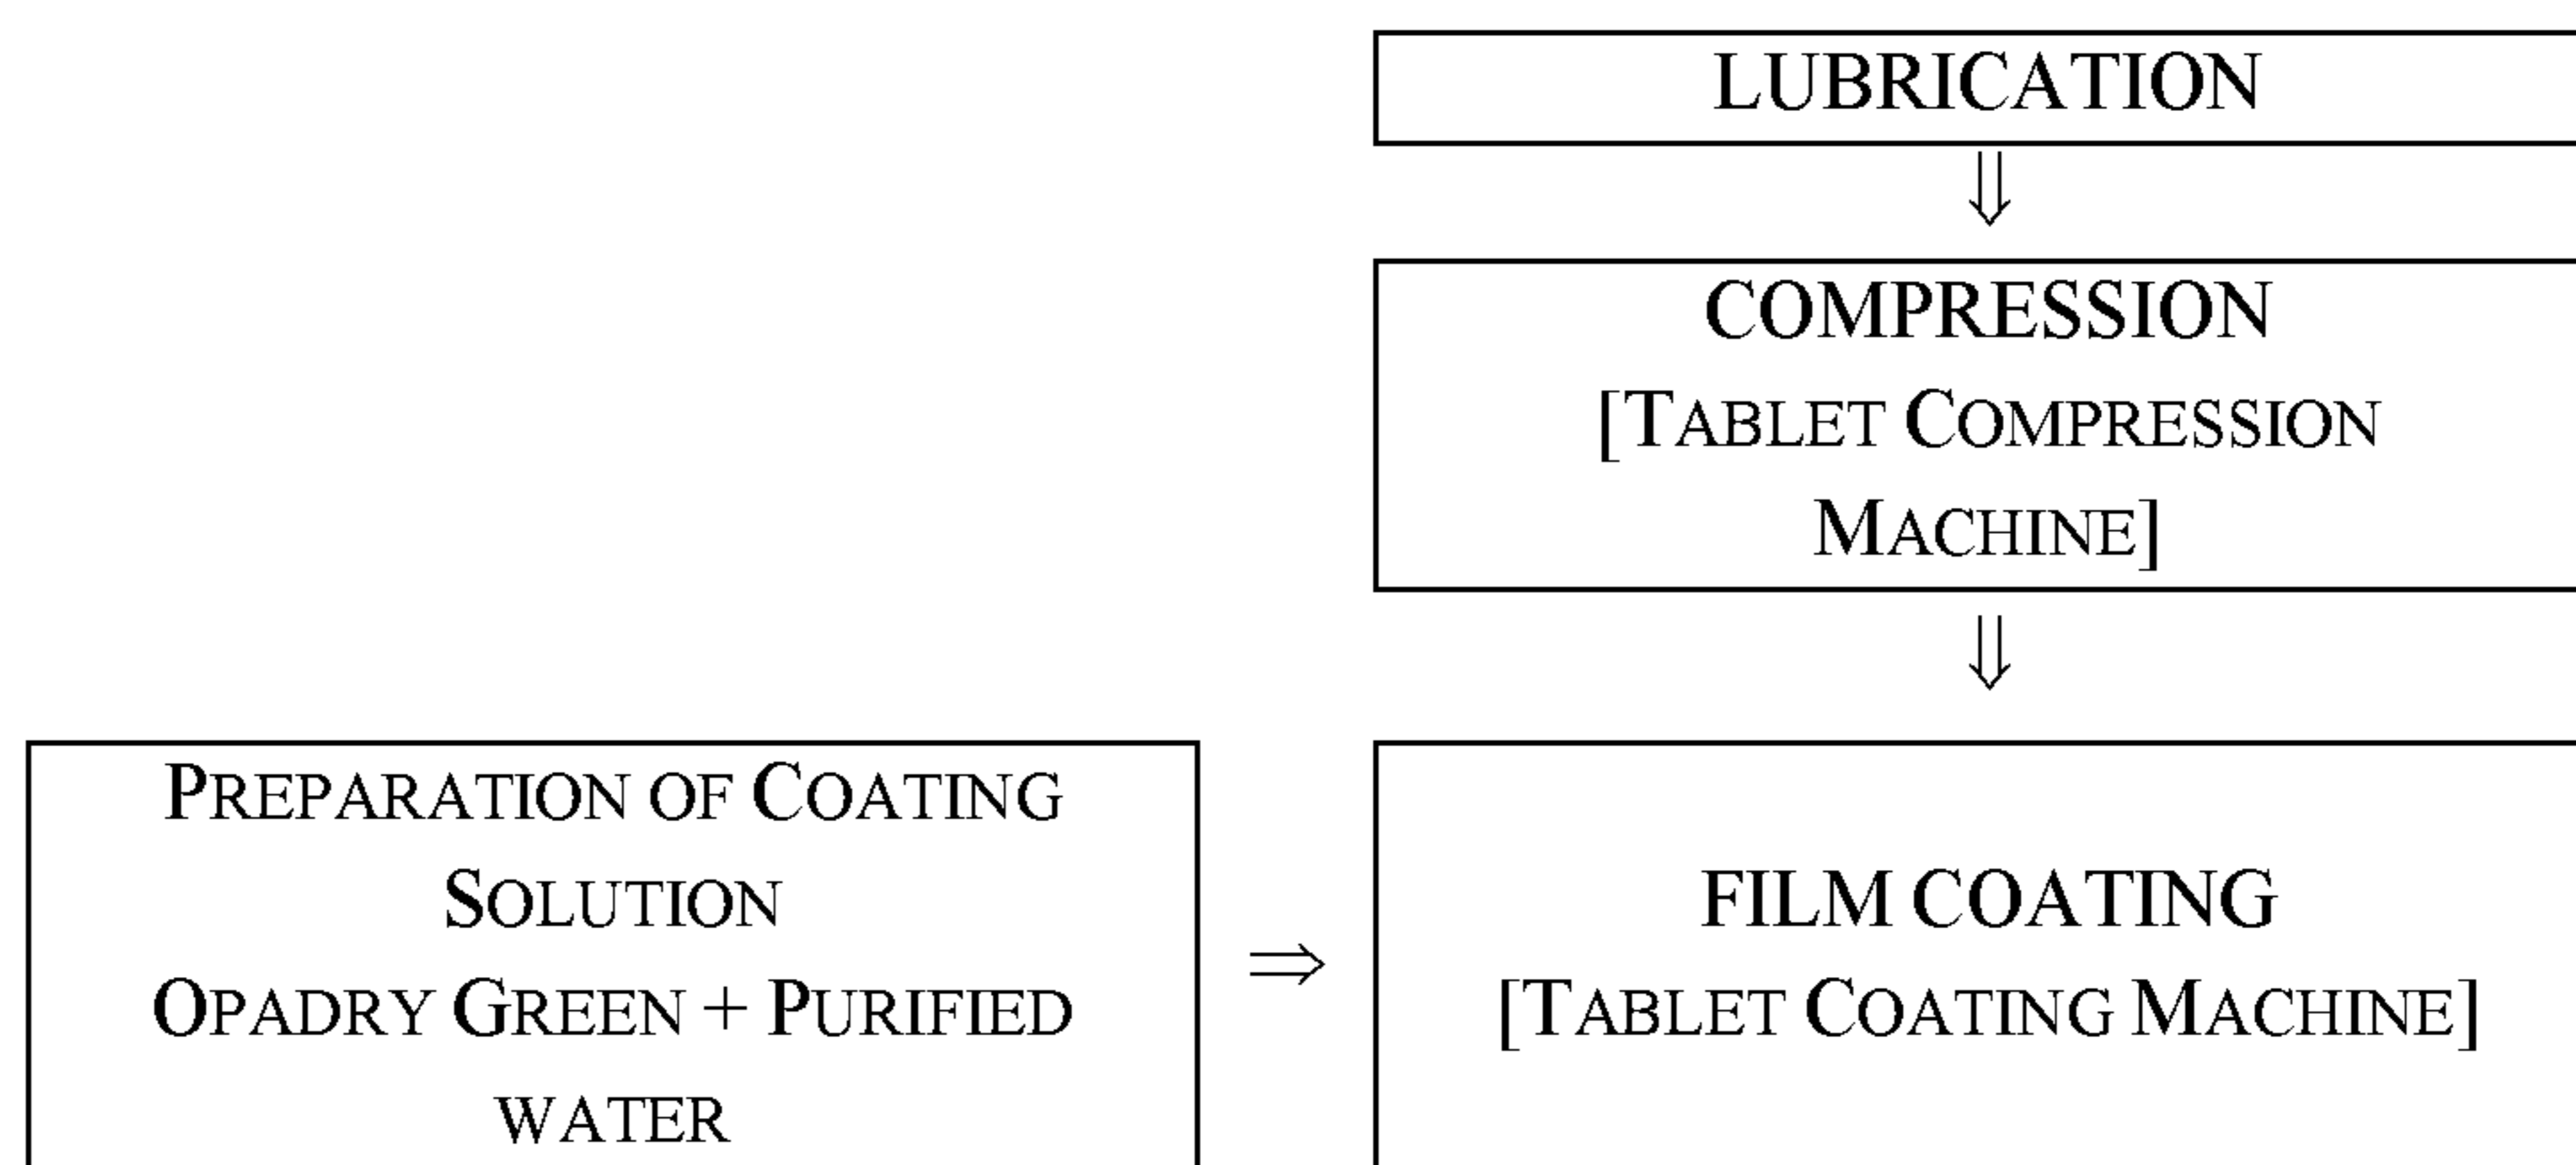 LUBRICATION
⇓
COMPRESSION
[TABLET COMPRESSION
MACHINE]
⇓
PREPARATION OF COATING
SOLUTION
OPADRY GREEN + PURIFIED
WATER
⇒
FILM COATING
[TABLET COATING MACHINE]